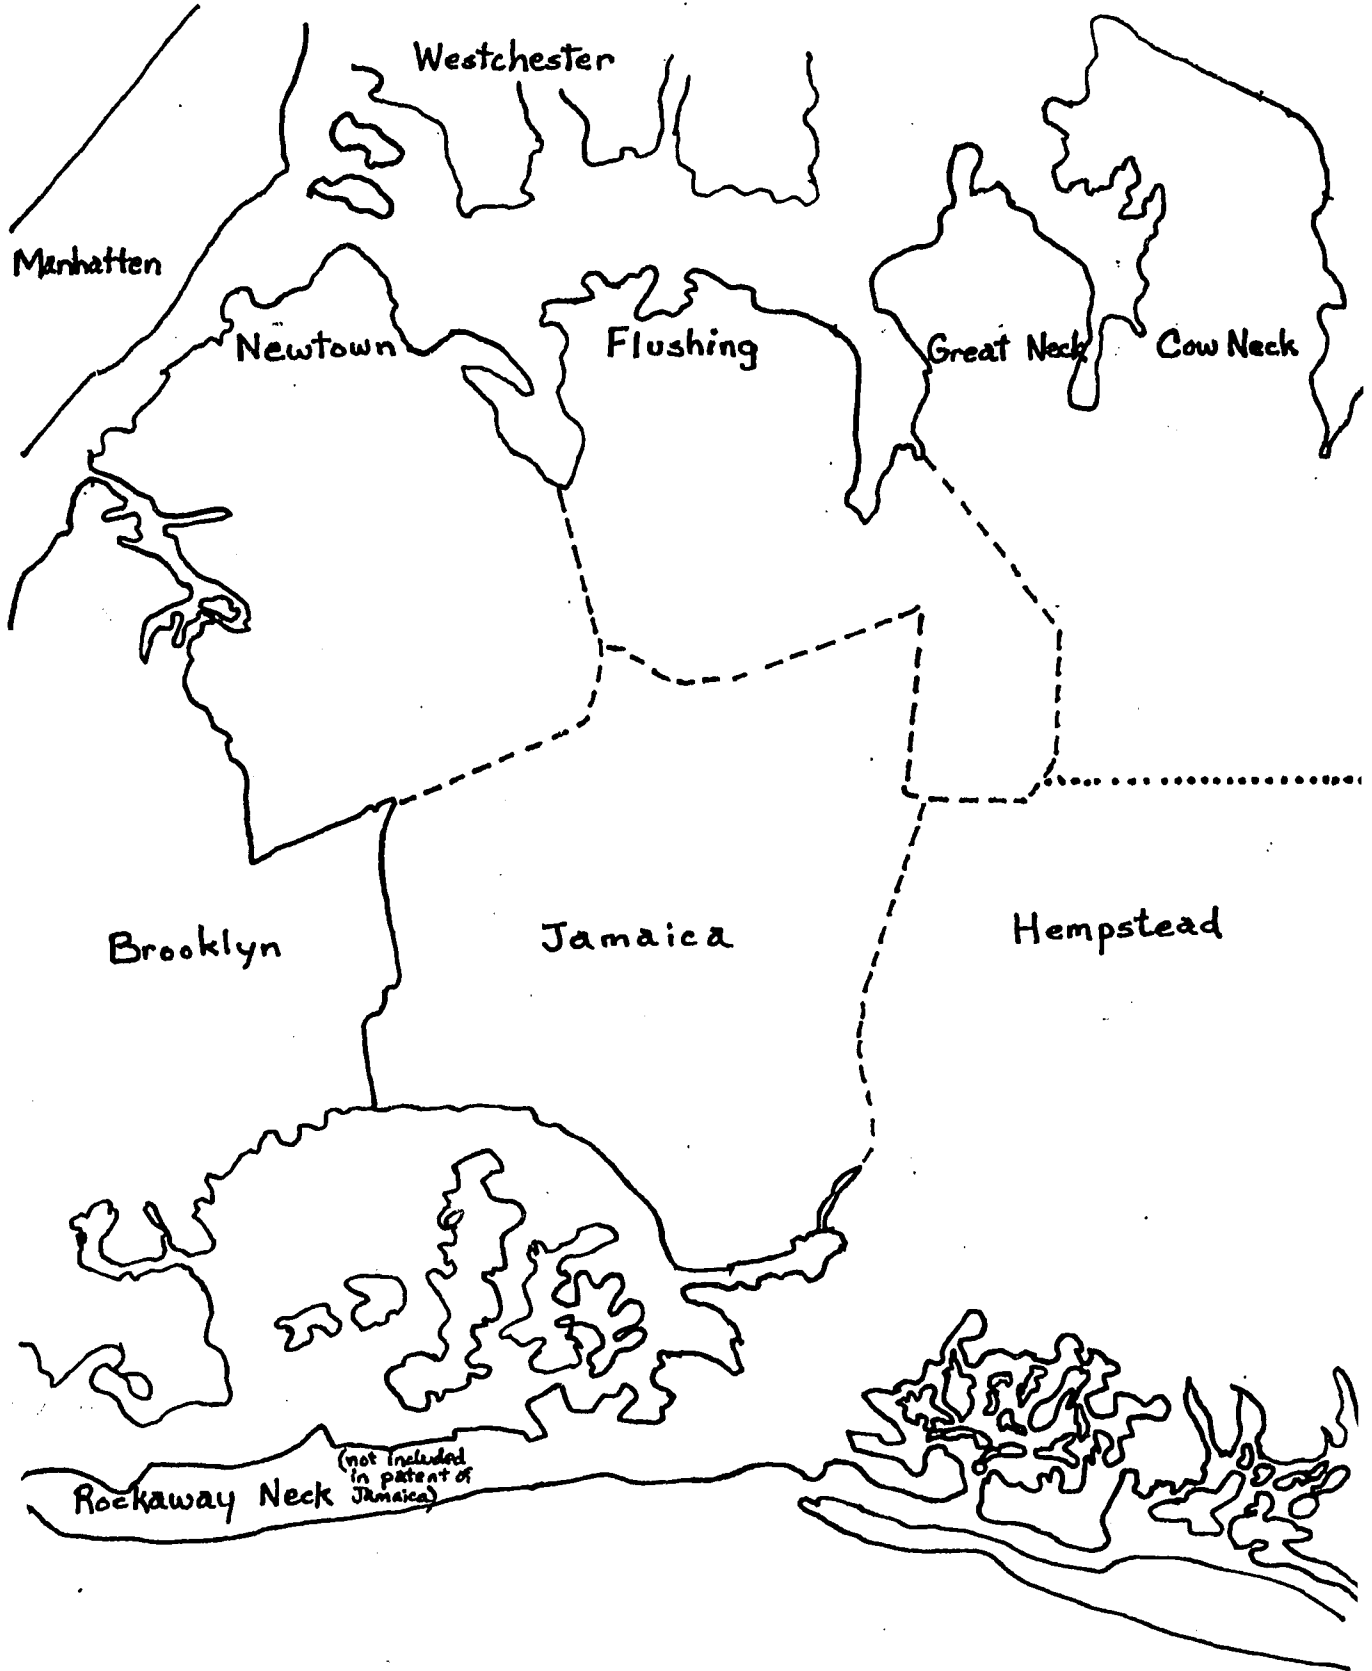 Westchester
Manhatten
Newtown
Flushing
Great Neck
Cow Neck
Brooklyn
Jamaica
Hempstead
Rockaway Neck
(not included
in patent of
Jamaica)